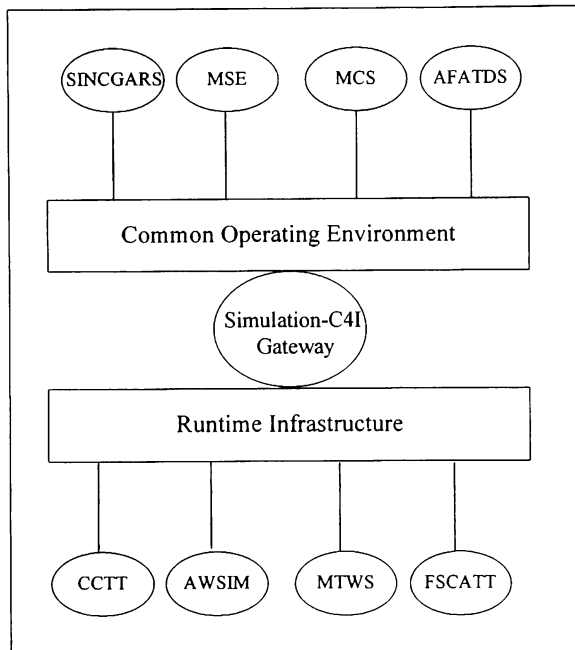 SINCGARS
MSE
MCS
AFATDS
Common Operating Environment
Simulation-C4I
Gateway
Runtime Infrastructure
CCTT
AWSIM
MTWS
FSCATT